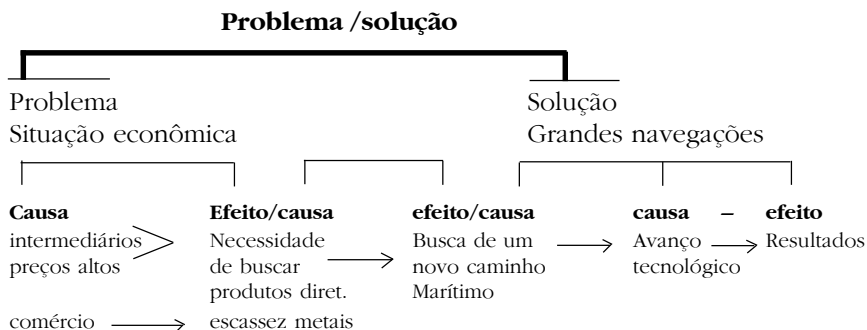 Problema /solução
Problema
Situação econômica
Solução
Grandes navegações
Causa
intermediários
preços altos
Efeito/causa
Necessidade
de buscar
produtos diret.
efeito/causa
Busca de um
novo caminho
Marítimo
causa – efeito
Avanço
tecnológico
Resultados
comércio
escassez metais